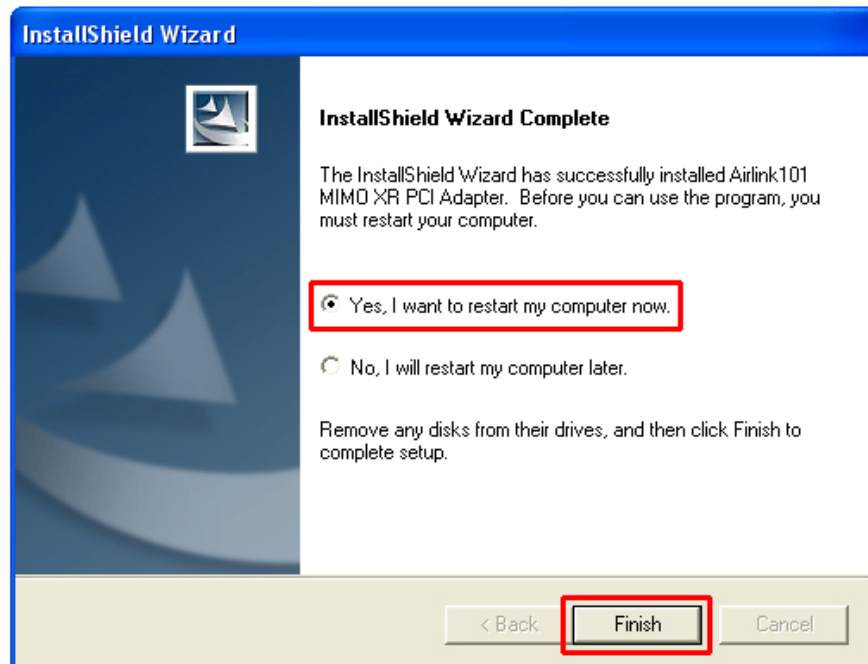 InstallShield Wizard
InstallShield Wizard Complete
The InstallShield Wizard has successfully installed Airlink101
MIMO XR PCI Adapter.  Before you can use the program, you
must restart your computer.
Yes, I want to restart my computer now.
No, I will restart my computer later.
Remove any disks from their drives, and then click Finish to
complete setup.
< Back Finish Cancel